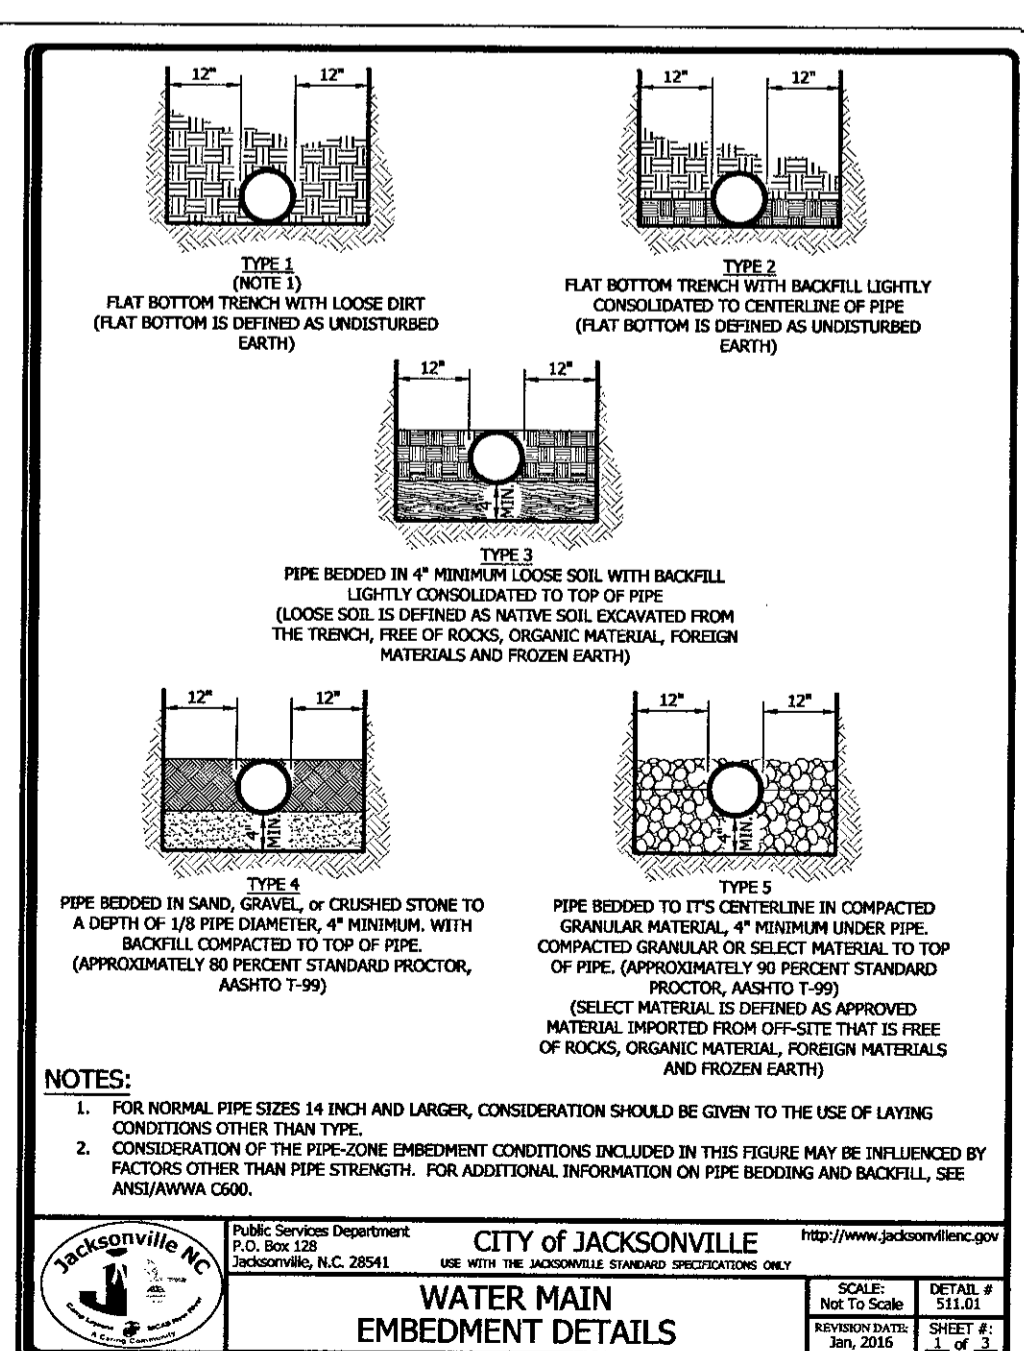 12" 12"
TYPE 1
(NOTE 1)
FLAT BOTTOM TRENCH WITH LOOSE DIRT
(FLAT BOTTOM IS DEFINED AS UNDISTURBED
EARTH)
12" 12"
TYPE 2
FLAT BOTTOM TRENCH WITH BACKFILL LIGHTLY
CONSOLIDATED TO CENTERLINE OF PIPE
(FLAT BOTTOM IS DEFINED AS UNDISTURBED
EARTH)
12" 12"
4"
MIN.
TYPE 3
PIPE BEDDED IN 4" MINIMUM LOOSE SOIL WITH BACKFILL
LIGHTLY CONSOLIDATED TO TOP OF PIPE
(LOOSE SOIL IS DEFINED AS NATIVE SOIL EXCAVATED FROM
THE TRENCH, FREE OF ROCKS, ORGANIC MATERIAL, FOREIGN
MATERIALS AND FROZEN EARTH)
12" 12"
4"
MIN.
TYPE 4
PIPE BEDDED IN SAND, GRAVEL, or CRUSHED STONE TO
A DEPTH OF 1/8 PIPE DIAMETER, 4" MINIMUM. WITH
BACKFILL COMPACTED TO TOP OF PIPE.
(APPROXIMATELY 80 PERCENT STANDARD PROCTOR,
AASHTO T-99)
12" 12"
4"
MIN.
TYPE 5
PIPE BEDDED TO IT'S CENTERLINE IN COMPACTED
GRANULAR MATERIAL, 4" MINIMUM UNDER PIPE.
COMPACTED GRANULAR OR SELECT MATERIAL TO TOP
OF PIPE. (APPROXIMATELY 90 PERCENT STANDARD
PROCTOR, AASHTO T-99)
(SELECT MATERIAL IS DEFINED AS APPROVED
MATERIAL IMPORTED FROM OFF-SITE THAT IS FREE
OF ROCKS, ORGANIC MATERIAL, FOREIGN MATERIALS
AND FROZEN EARTH)
NOTES:
1. FOR NORMAL PIPE SIZES 14 INCH AND LARGER, CONSIDERATION SHOULD BE GIVEN TO THE USE OF LAYING
CONDITIONS OTHER THAN TYPE.
2. CONSIDERATION OF THE PIPE-ZONE EMBEDMENT CONDITIONS INCLUDED IN THIS FIGURE MAY BE INFLUENCED BY
FACTORS OTHER THAN PIPE STRENGTH. FOR ADDITIONAL INFORMATION ON PIPE BEDDING AND BACKFILL, SEE
ANSI/AWWA C600.
Jacksonville NC
Camp Lejeune MCAS New River
A Caring Community
Public Services Department
P.O. Box 128
Jacksonville, N.C. 28541
CITY of JACKSONVILLE
USE WITH THE JACKSONVILLE STANDARD SPECIFICATIONS ONLY
http://www.jacksonvillenc.gov
WATER MAIN
EMBEDMENT DETAILS
SCALE:
Not To Scale
DETAIL #
511.01
REVISION DATE:
Jan, 2016
SHEET #:
1 of 3